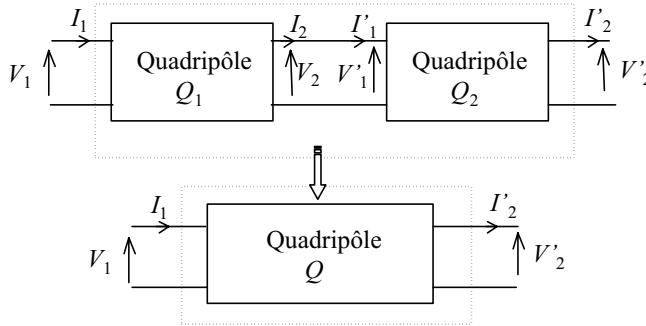 I1 I2 I'1 I'2
V1 Quadripôle Q1 V2 V'1 Quadripôle Q2 V'2
I1 I'2
V1 Quadripôle Q V'2